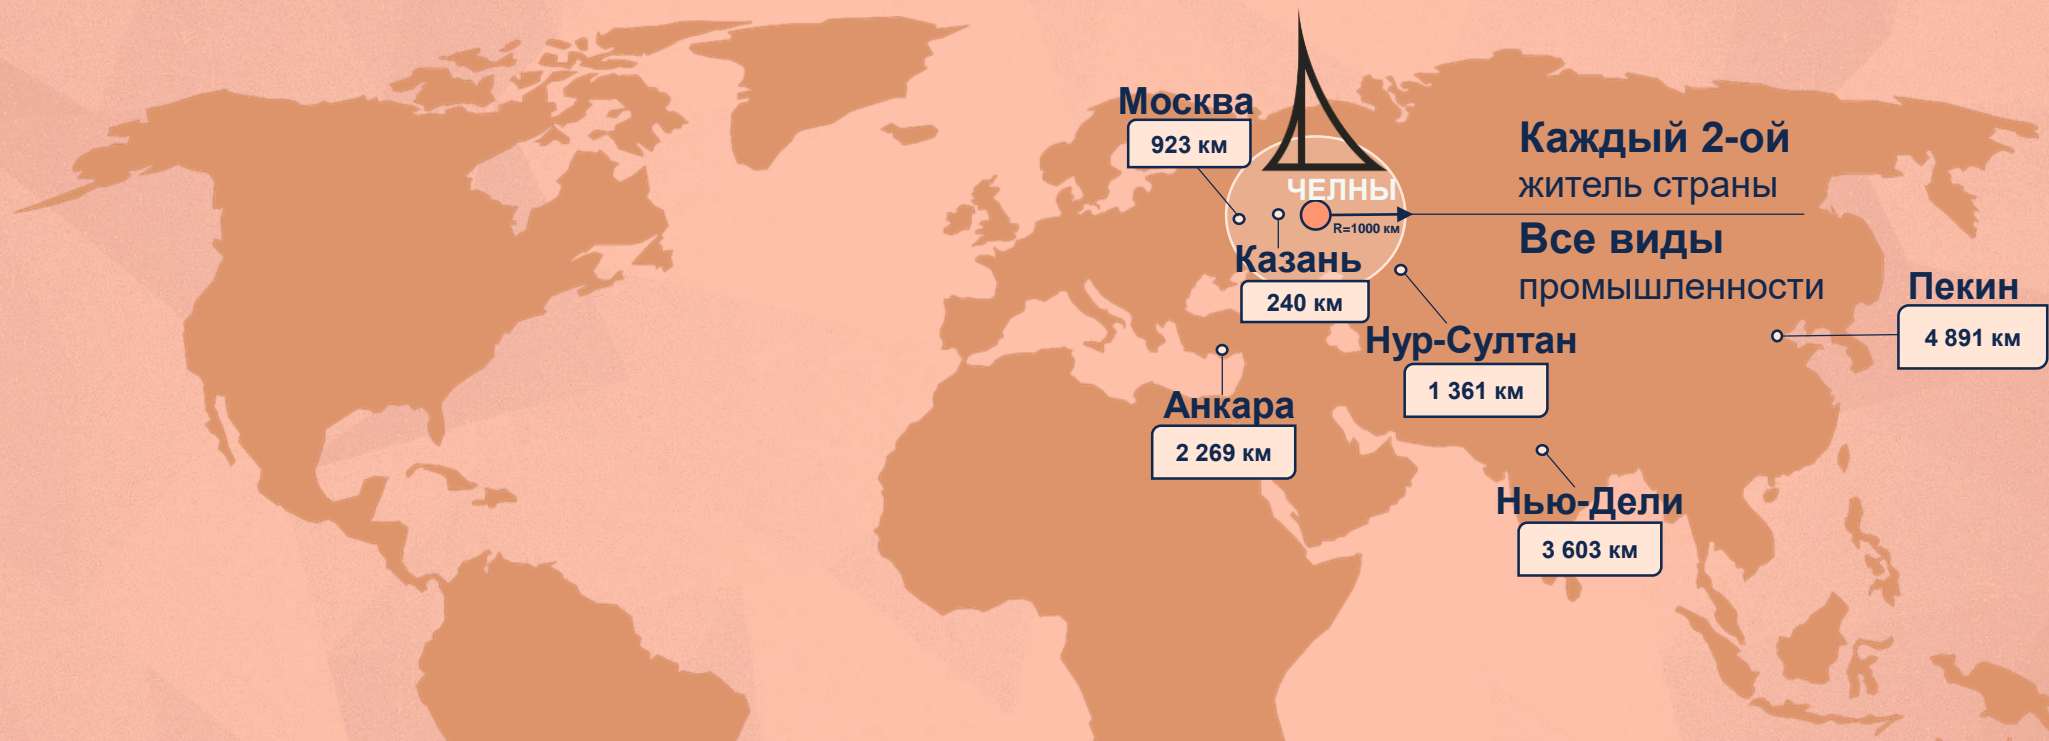 Москва
923 км
ЧЕЛНЫ
R=1000 км
Казань
240 км
Каждый 2-ой
житель страны
Все виды
промышленности
Пекин
4 891 км
Нур-Султан
1 361 км
Анкара
2 269 км
Нью-Дели
3 603 км